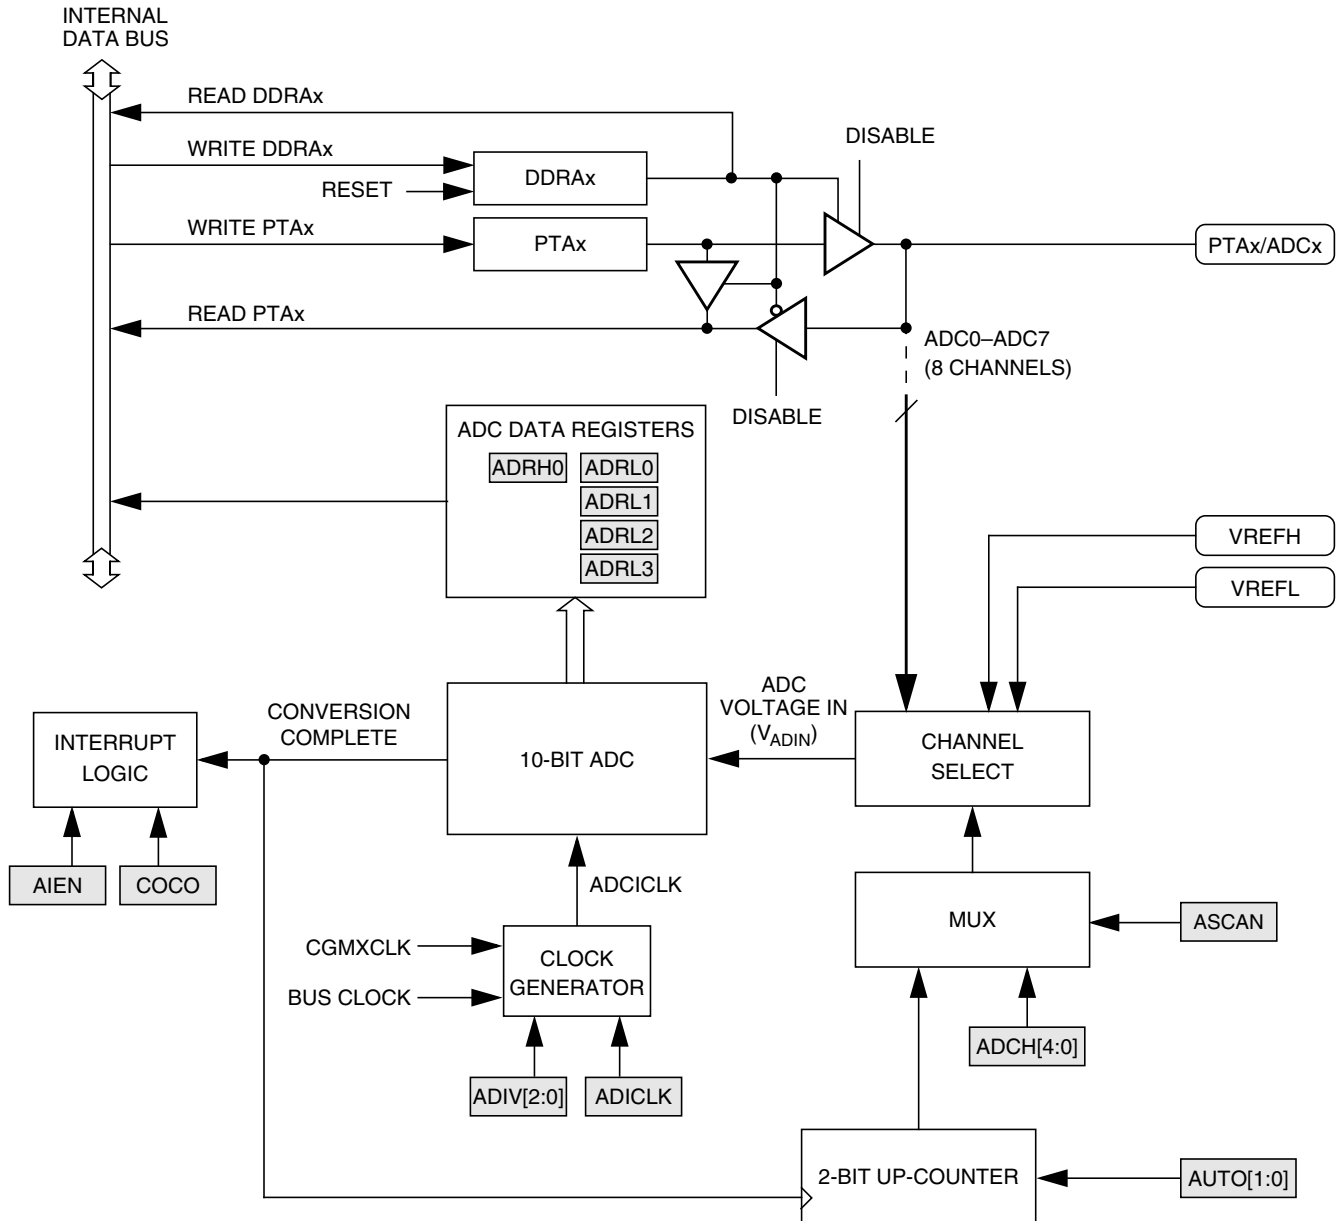 INTERNAL
DATA BUS
READ DDRAx
WRITE DDRAx
RESET
DDRAx
DISABLE
WRITE PTAx
PTAx
PTAx/ADCx
READ PTAx
DISABLE
ADC0–ADC7
(8 CHANNELS)
ADC DATA REGISTERS
ADRH0 ADRL0
ADRL1
ADRL2
ADRL3
VREFH
VREFL
INTERRUPT
LOGIC
CONVERSION
COMPLETE
10-BIT ADC
ADC
VOLTAGE IN
(VADIN)
CHANNEL
SELECT
AIEN
COCO
ADCICLK
MUX
ASCAN
CGMXCLK
BUS CLOCK
CLOCK
GENERATOR
ADCH[4:0]
ADIV[2:0]
ADICLK
2-BIT UP-COUNTER
AUTO[1:0]